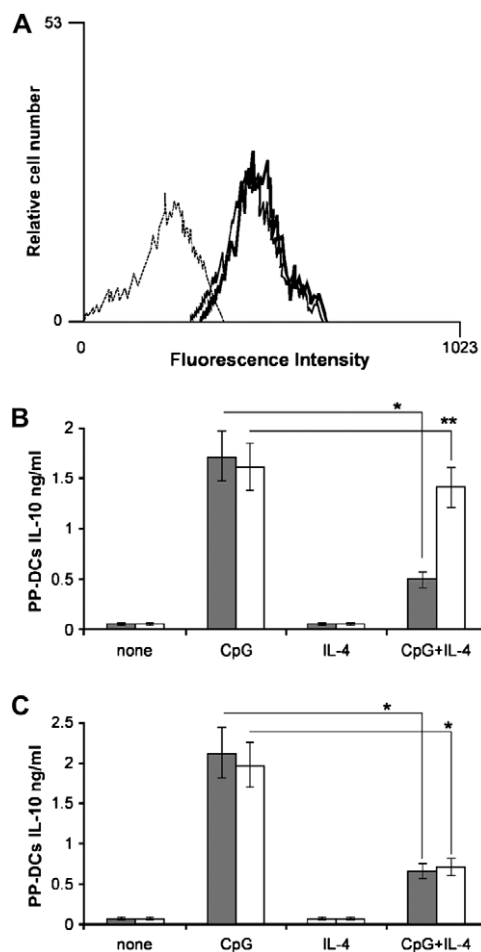 A
53
Relative cell number
0
0 1023
Fluorescence Intensity
B
* **
2
1.5
1
0.5
0
PP-DCs IL-10 ng/ml
none CpG IL-4 CpG+IL-4
C
* *
2.5
2
1.5
1
0.5
0
PP-DCs IL-10 ng/ml
none CpG IL-4 CpG+IL-4